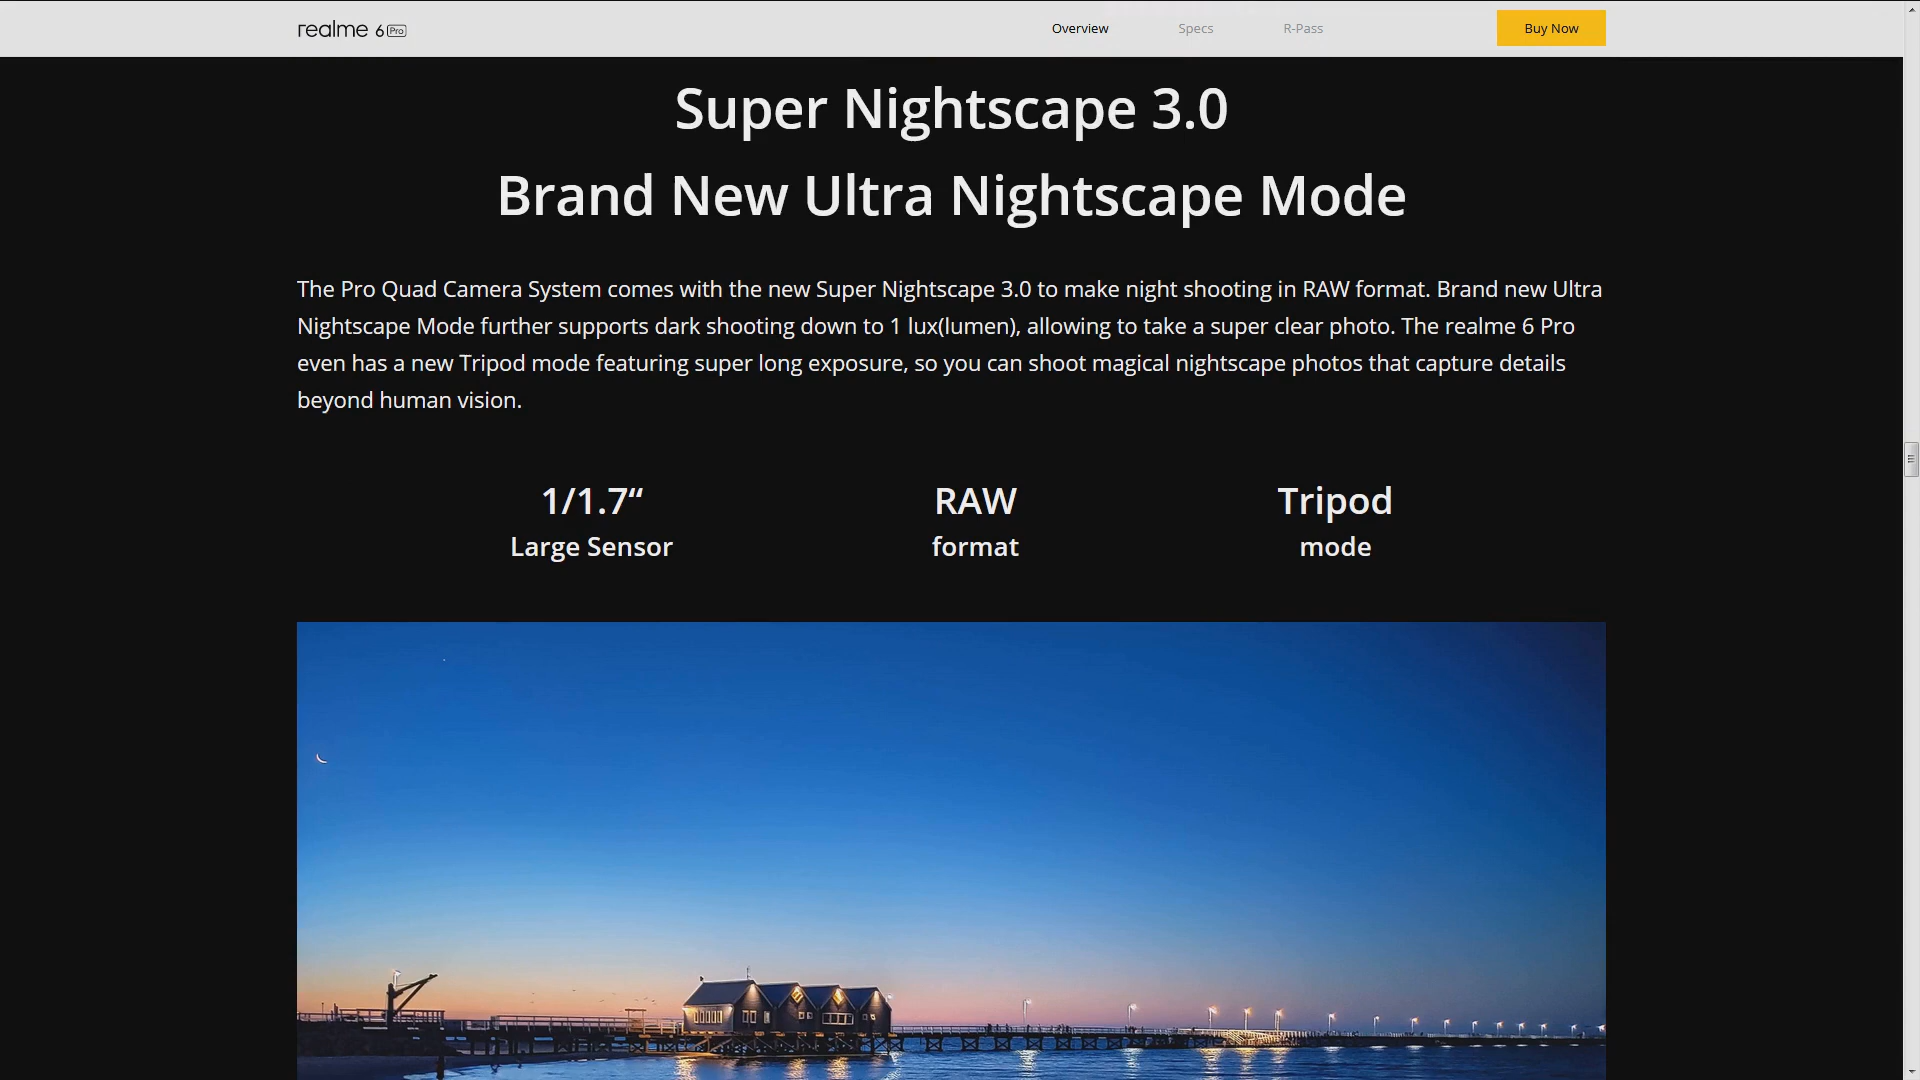 realme 6 Pro
Overview
Specs
R-Pass
Buy Now
Super Nightscape 3.0
Brand New Ultra Nightscape Mode
The Pro Quad Camera System comes with the new Super Nightscape 3.0 to make night shooting in RAW format. Brand new Ultra
Nightscape Mode further supports dark shooting down to 1 lux(lumen), allowing to take a super clear photo. The realme 6 Pro
even has a new Tripod mode featuring super long exposure, so you can shoot magical nightscape photos that capture details
beyond human vision.
1/1.7“
Large Sensor
RAW
format
Tripod
mode